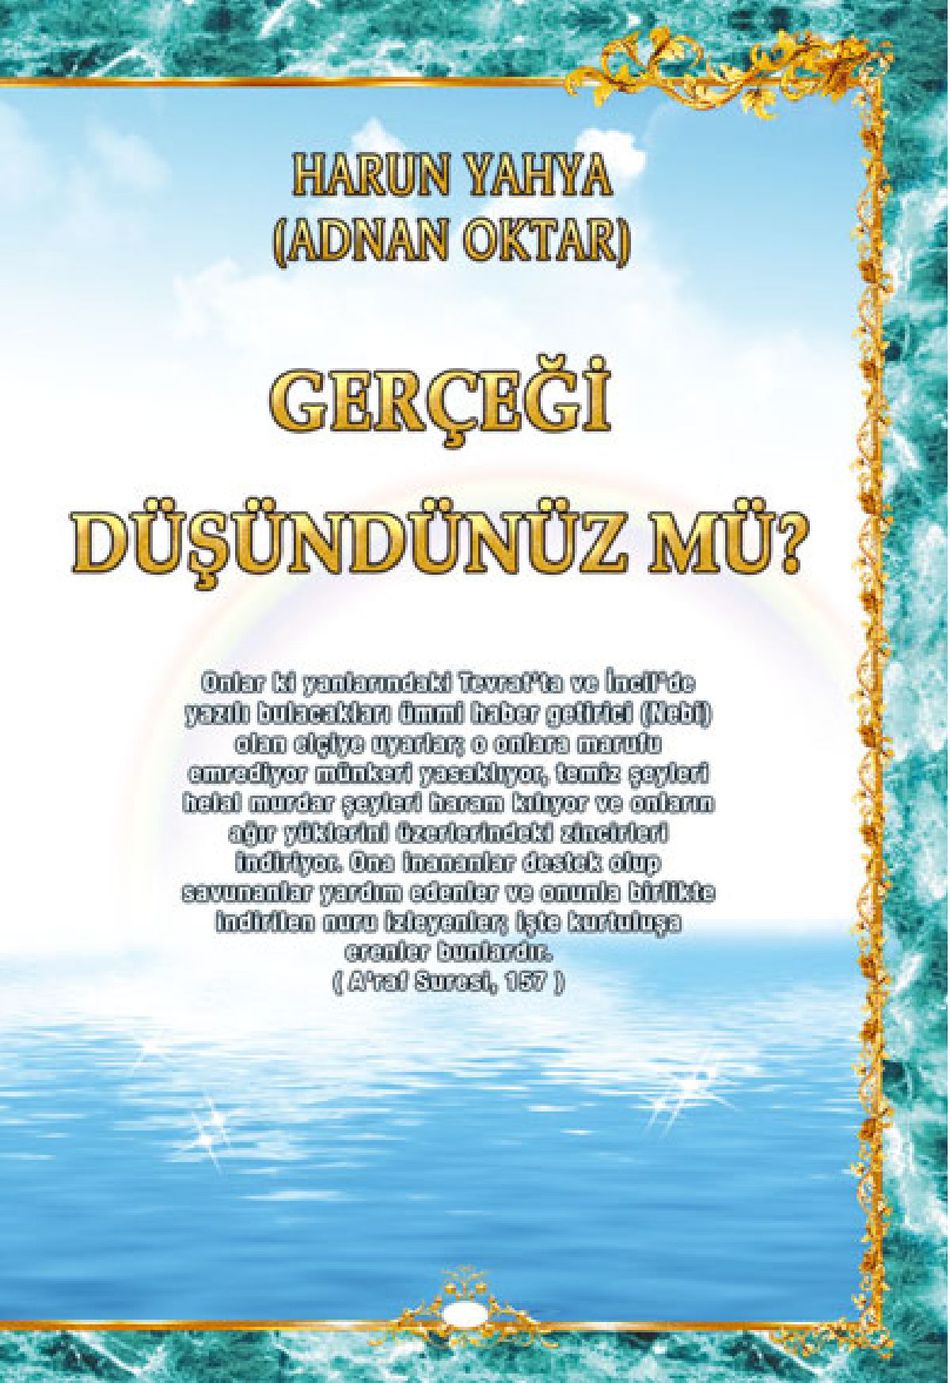 HARUN YAHYA
(ADNAN OKTAR)
GERÇEĞİ
DÜŞÜNDÜNÜZ MÜ?
Onlar ki yanlarındaki Tevrat'ta ve İncil'de
yazılı bulacakları ümmi haber getirici (Nebi)
olan elçiye uyarlar; o onlara marufu
emrediyor münkeri yasaklıyor, temiz şeyleri
helal murdar şeyleri haram kılıyor ve onların
ağır yüklerini üzerlerindeki zincirleri
indiriyor. Ona inananlar destek olup
savunanlar yardım edenler ve onunla birlikte
indirilen nuru izleyenler; işte kurtuluşa
erenler bunlardır.
( A'raf Suresi, 157 )